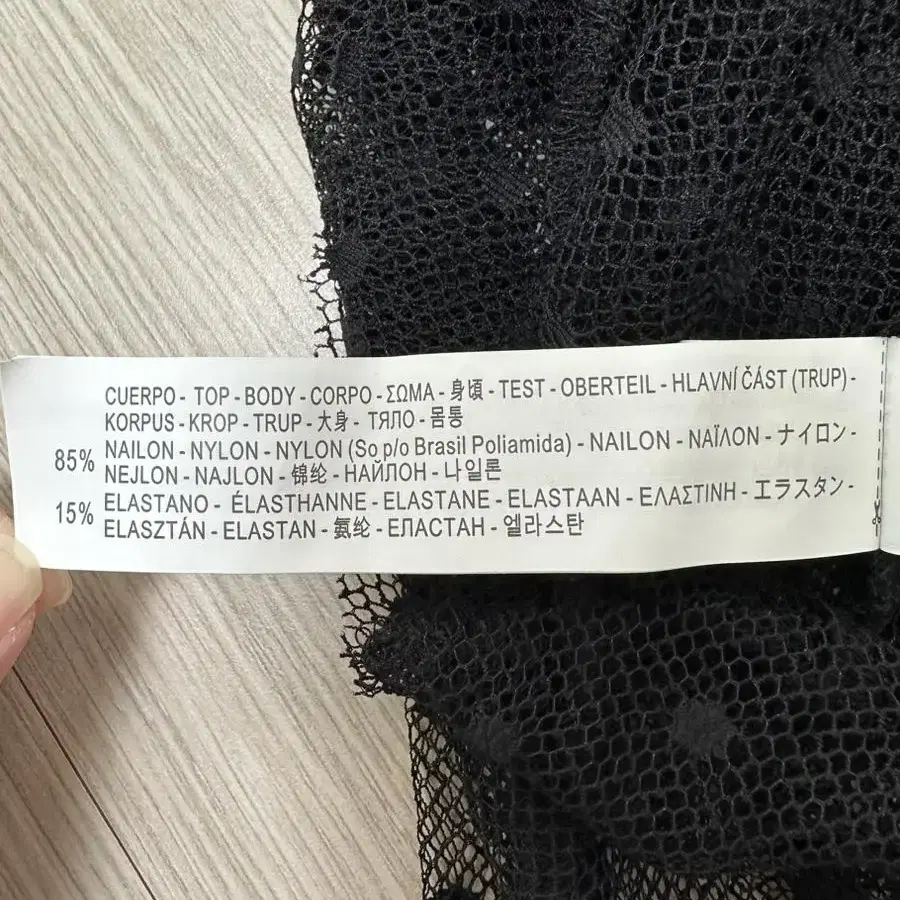 CUERPO - TOP - BODY - CORPO - ΣΩΜΑ - 身頃 - TEST - OBERTEIL - HLAVNÍ ČÁST (TRUP) -
KORPUS - KROP - TRUP - 大身 - ТЯЛО - 몸통
85% NAILON - NYLON - NYLON (So p/o Brasil Poliamida) - NAILON - ΝΑΪΛΟΝ - ナイロン -
NEJLON - NAJLON - 锦纶 - НАЙЛОН - 나일론
15% ELASTANO - ÉLASTHANNE - ELASTANE - ELASTAAN - ΕΛΑΣΤΙΝΗ - エラスタン -
ELASZTÁN - ELASTAN - 氨纶 - ЕЛАСТАН - 엘라스탄